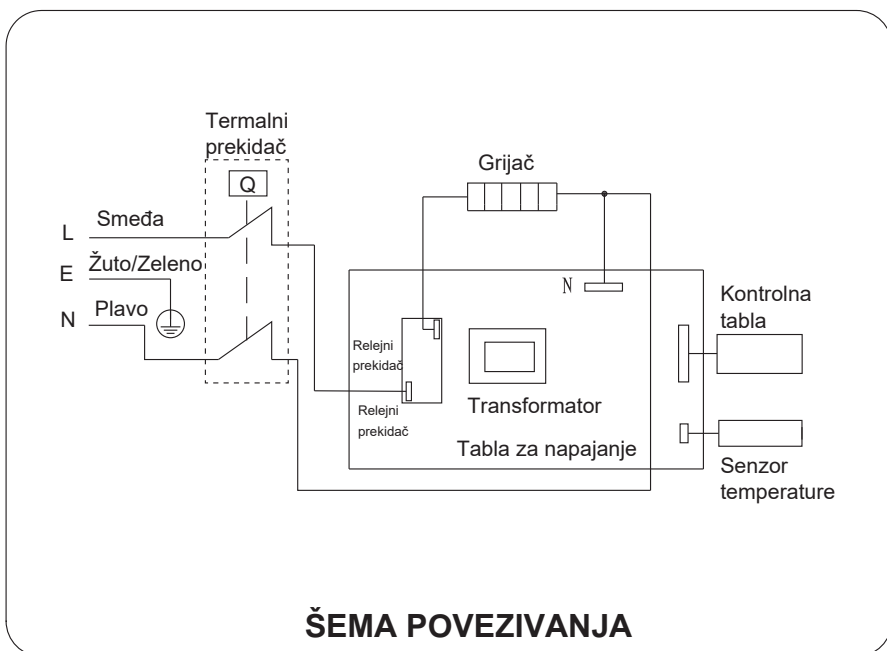 Termalni
prekidač
Q
Grijač
L
Smeđa
E
Žuto/Zeleno
N
Plavo
N
Kontrolna
tabla
Relejni
prekidač
Relejni
prekidač
Transformator
Tabla za napajanje
Senzor
temperature
ŠEMA POVEZIVANJA